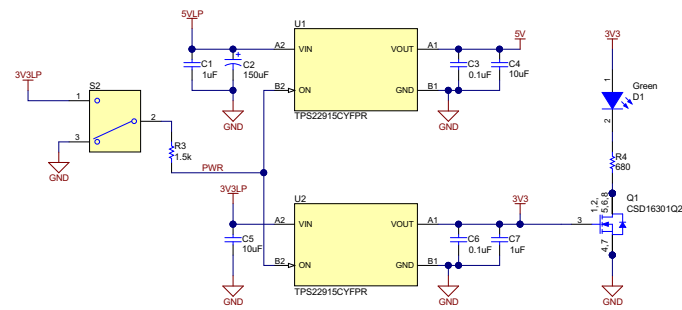 5VLP
U1
5V
3V3
A2 VIN VOUT A1
C1
1uF
C2
150uF
+
C3
0.1uF
C4
10uF
3V3LP
S2
B2 ON GND B1
TPS22915CYFPR
GND
GND
1
Green
D1
2
1
2
3
GND
R3
1.5k
PWR
R4
680
3V3LP
U2
3V3
A2 VIN VOUT A1
C5
10uF
C6
0.1uF
C7
1uF
B2 ON GND B1
TPS22915CYFPR
GND
GND
1,2,
5,6,8
3
4,7
Q1
CSD16301Q2
GND